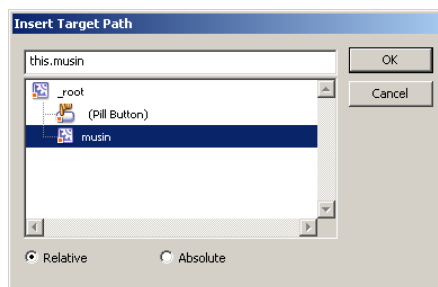 Insert Target Path
this.musin
OK
_root
Cancel
(Pill Button)
musin
Relative
Absolute